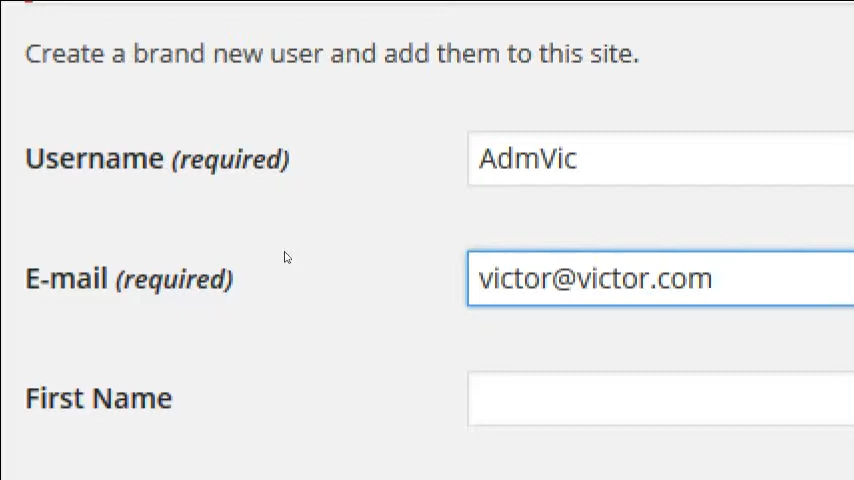 Create a brand new user and add them to this site.
Username (required) AdmVic
E-mail (required) victor@victor.com
First Name